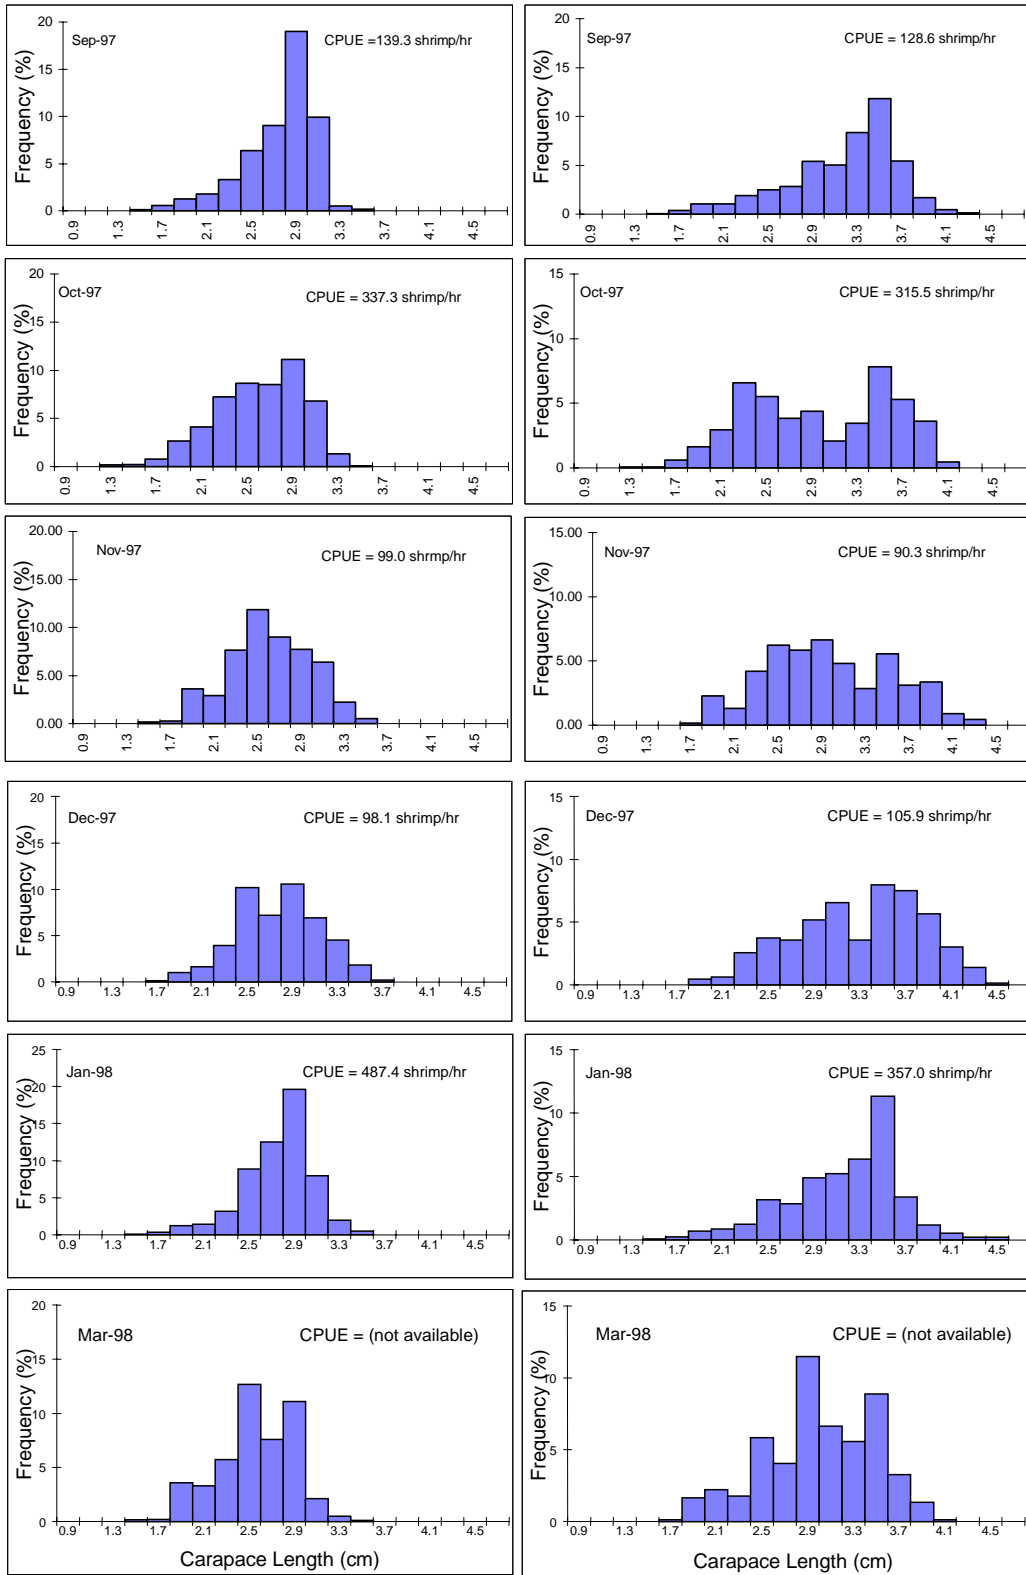 Sep-97
CPUE =139.3 shrimp/hr
Frequency (%)
20
15
10
5
0
0.9 1.3 1.7 2.1 2.5 2.9 3.3 3.7 4.1 4.5
Sep-97
CPUE = 128.6 shrimp/hr
Frequency (%)
20
15
10
5
0
0.9 1.3 1.7 2.1 2.5 2.9 3.3 3.7 4.1 4.5
Oct-97
CPUE = 337.3 shrimp/hr
Frequency (%)
20
15
10
5
0
0.9 1.3 1.7 2.1 2.5 2.9 3.3 3.7 4.1 4.5
Oct-97
CPUE = 315.5 shrimp/hr
Frequency (%)
15
10
5
0
0.9 1.3 1.7 2.1 2.5 2.9 3.3 3.7 4.1 4.5
Nov-97
CPUE = 99.0 shrmp/hr
Frequency (%)
20.00
15.00
10.00
5.00
0.00
0.9 1.3 1.7 2.1 2.5 2.9 3.3 3.7 4.1 4.5
Nov-97
CPUE = 90.3 shrimp/hr
Frequency (%)
15.00
10.00
5.00
0.00
0.9 1.3 1.7 2.1 2.5 2.9 3.3 3.7 4.1 4.5
Dec-97
CPUE = 98.1 shrimp/hr
Frequency (%)
20
15
10
5
0
0.9 1.3 1.7 2.1 2.5 2.9 3.3 3.7 4.1 4.5
Dec-97
CPUE = 105.9 shrimp/hr
Frequency (%)
15
10
5
0
0.9 1.3 1.7 2.1 2.5 2.9 3.3 3.7 4.1 4.5
Jan-98
CPUE = 487.4 shrimp/hr
Frequency (%)
25
20
15
10
5
0
0.9 1.3 1.7 2.1 2.5 2.9 3.3 3.7 4.1 4.5
Jan-98
CPUE = 357.0 shrimp/hr
Frequency (%)
15
10
5
0
0.9 1.3 1.7 2.1 2.5 2.9 3.3 3.7 4.1 4.5
Mar-98
CPUE = (not available)
Frequency (%)
20
15
10
5
0
0.9 1.3 1.7 2.1 2.5 2.9 3.3 3.7 4.1 4.5
Carapace Length (cm)
Mar-98
CPUE = (not available)
Frequency (%)
15
10
5
0
0.9 1.3 1.7 2.1 2.5 2.9 3.3 3.7 4.1 4.5
Carapace Length (cm)